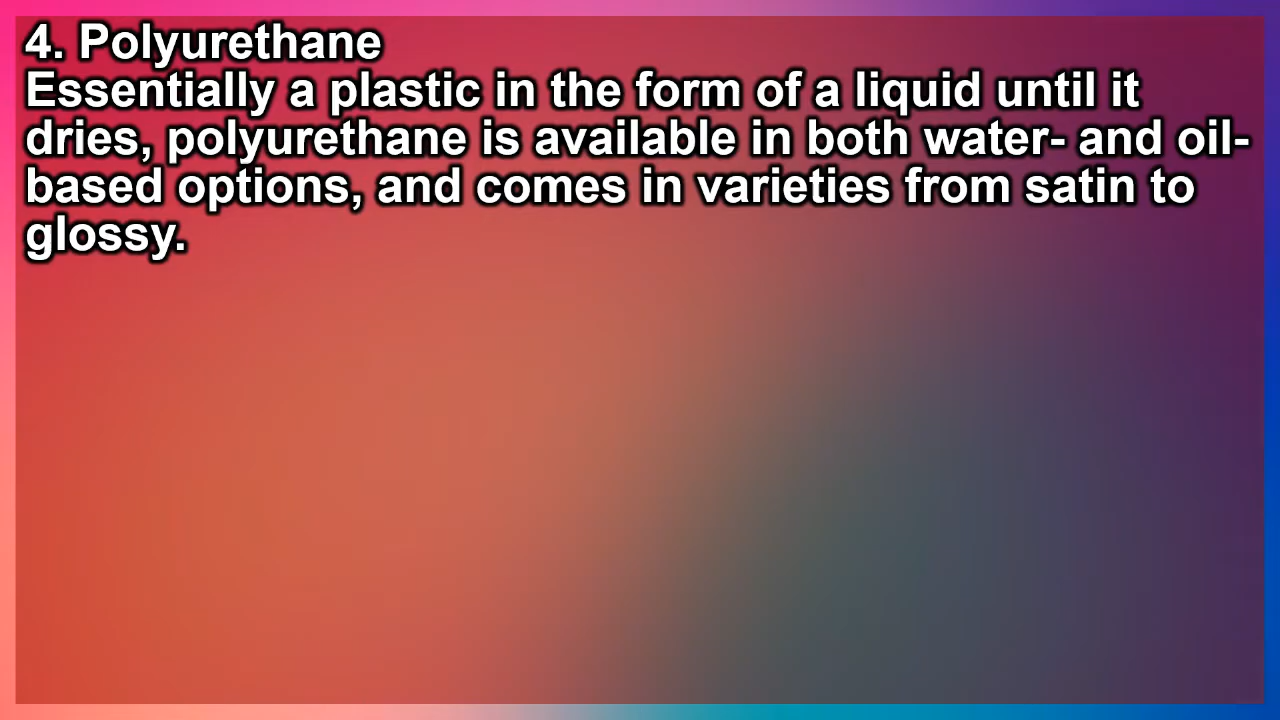 4. Polyurethane
Essentially a plastic in the form of a liquid until it
dries, polyurethane is available in both water- and oil-
based options, and comes in varieties from satin to
glossy.